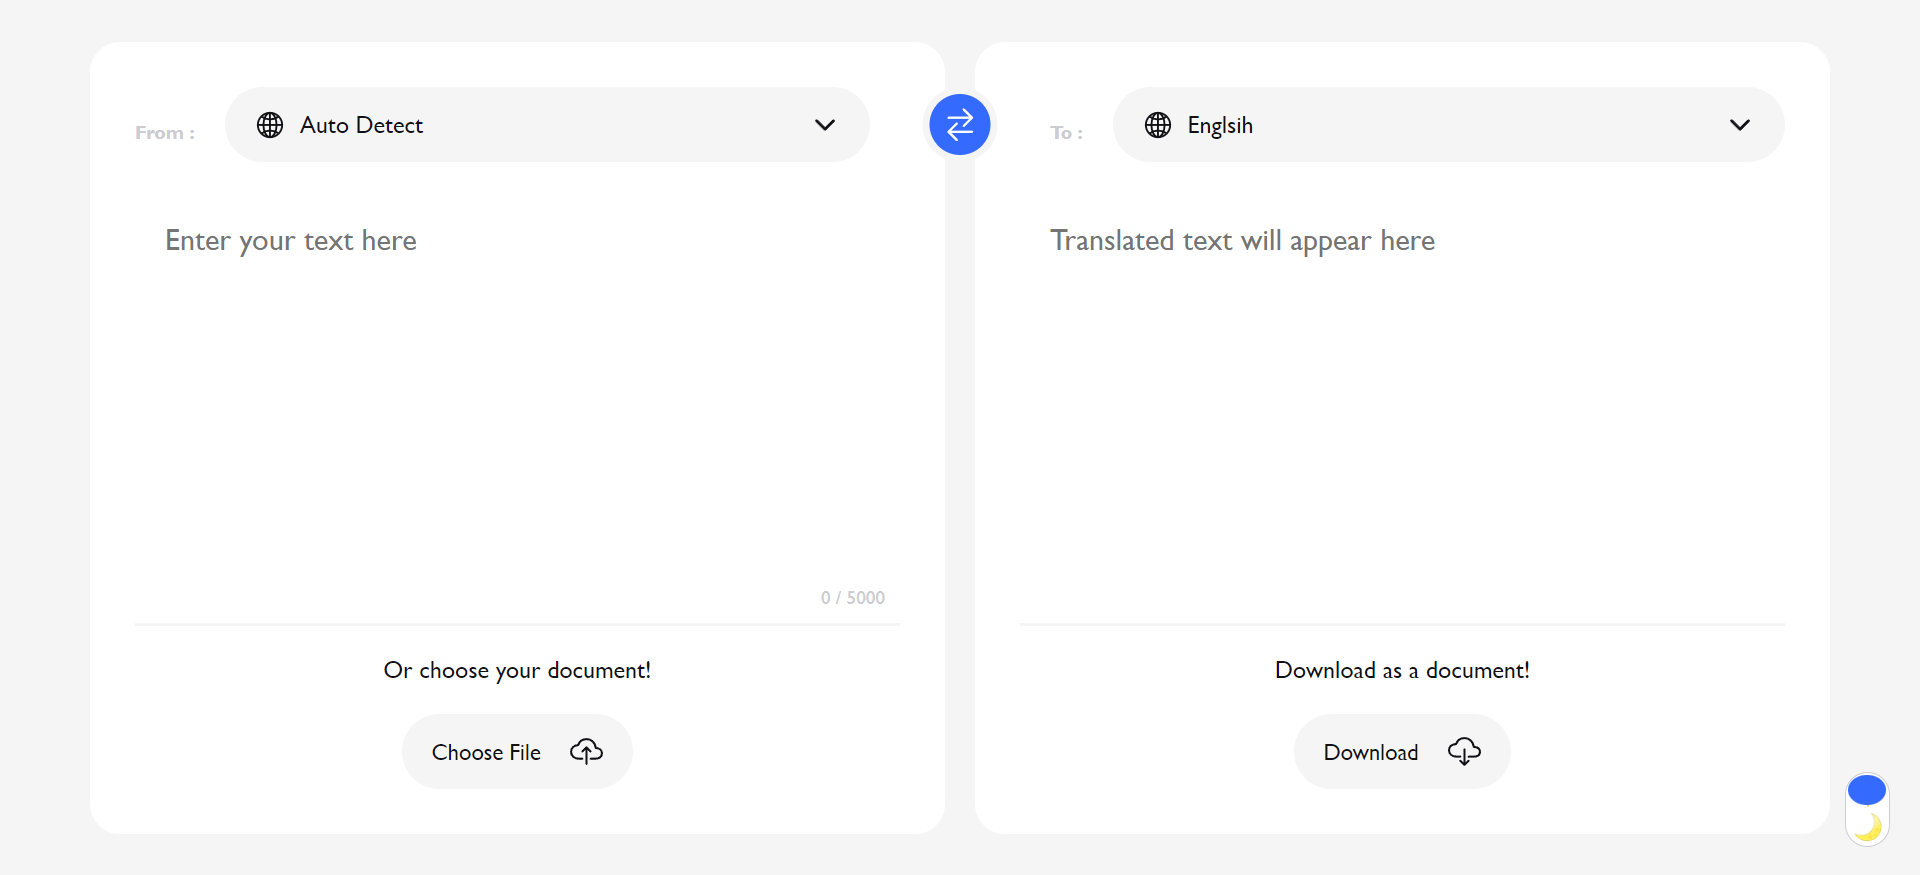 From :
Auto Detect
To :
Englsih
Enter your text here
Translated text will appear here
0 / 5000
Or choose your document!
Download as a document!
Choose File
Download